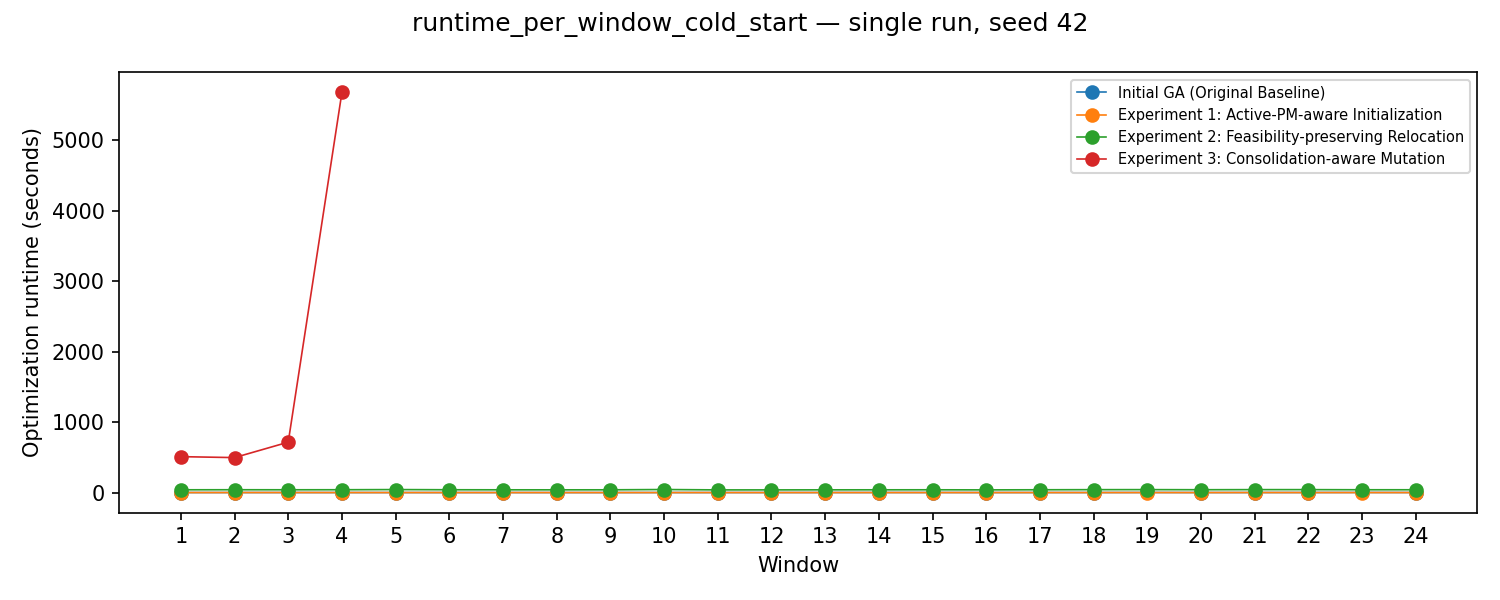 runtime_per_window_cold_start — single run, seed 42
Initial GA (Original Baseline)
Experiment 1: Active-PM-aware Initialization
Experiment 2: Feasibility-preserving Relocation
Experiment 3: Consolidation-aware Mutation
Optimization runtime (seconds)
5000
4000
3000
2000
1000
0
1 2 3 4 5 6 7 8 9 10 11 12 13 14 15 16 17 18 19 20 21 22 23 24
Window